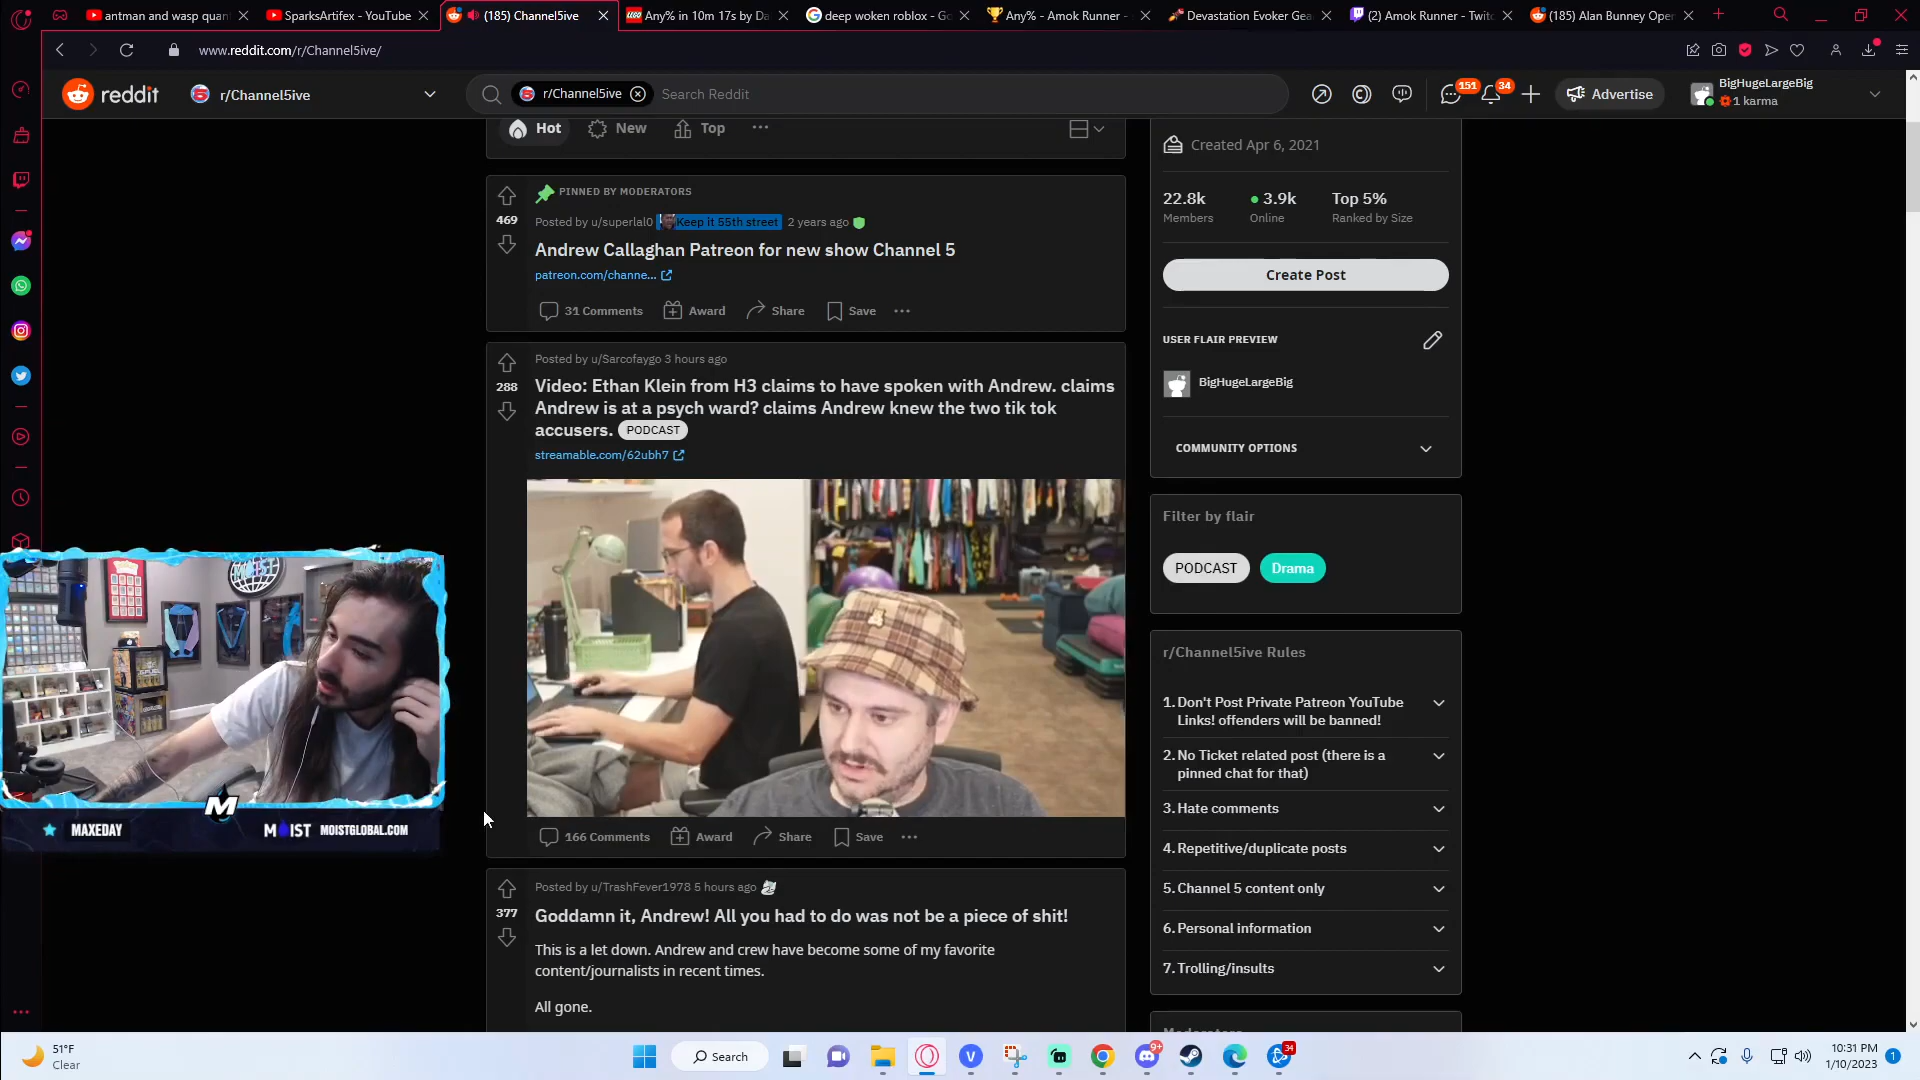 antman and wasp quan
SparksArtifex - YouTube
(185) Channel5ive
Any% in 10m 17s by Da
deep woken roblox - Go
Any% - Amok Runner -
Devastation Evoker Gea
(2) Amok Runner - Twitc
(185) Alan Bunney Oper
www.reddit.com/r/Channel5ive/
reddit
r/Channel5ive
r/Channel5ive
Search Reddit
151
34
Advertise
BigHugeLargeBig
1 karma
Hot
New
Top
PINNED BY MODERATORS
469
Posted by u/superlal0 Keep it 55th street 2 years ago
Andrew Callaghan Patreon for new show Channel 5
patreon.com/channe...
31 Comments
Award
Share
Save
288
Posted by u/Sarcofaygo 3 hours ago
Video: Ethan Klein from H3 claims to have spoken with Andrew. claims
Andrew is at a psych ward? claims Andrew knew the two tik tok
accusers. PODCAST
streamable.com/62ubh7
166 Comments
Award
Share
Save
377
Posted by u/TrashFever1978 5 hours ago
Goddamn it, Andrew! All you had to do was not be a piece of shit!
This is a let down. Andrew and crew have become some of my favorite
content/journalists in recent times.
All gone.
Created Apr 6, 2021
22.8k
Members
3.9k
Online
Top 5%
Ranked by Size
Create Post
USER FLAIR PREVIEW
BigHugeLargeBig
COMMUNITY OPTIONS
Filter by flair
PODCAST
Drama
r/Channel5ive Rules
1. Don't Post Private Patreon YouTube
Links! offenders will be banned!
2. No Ticket related post (there is a
pinned chat for that)
3. Hate comments
4. Repetitive/duplicate posts
5. Channel 5 content only
6. Personal information
7. Trolling/insults
Moderators
MOIST
M
MAXEDAY
MOIST
MOISTGLOBAL.COM
51°F
Clear
Search
9+
34
10:31 PM
1/10/2023
1